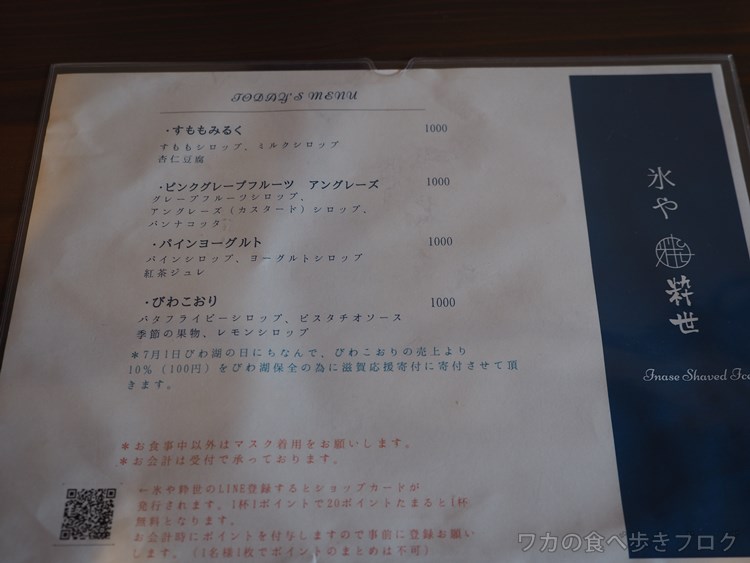 TODAY'S MENU
・すももみるく 1000
すももシロップ、ミルクシロップ
杏仁豆腐
・ピンクグレープフルーツ アングレーズ 1000
グレープフルーツシロップ、
アングレーズ（カスタード）シロップ、
パンナコッタ
・パインヨーグルト 1000
パインシロップ、ヨーグルトシロップ
紅茶ジュレ
・びわこおり 1000
バタフライピーシロップ、ピスタチオソース
季節の果物、レモンシロップ
＊7月1日びわ湖の日にちなんで、びわこおりの売上より
10％（100円）をびわ湖保全の為に滋賀応援寄付に寄付させて頂
きます。
＊お食事中以外はマスク着用をお願いします。
＊お会計は受付で承っております。
←氷や粋世のLINE登録するとショップカードが
発行されます。1杯1ポイントで20ポイントたまると1杯
無料となります。
お会計時にポイントを付与しますので事前に登録お願い
します。（1名様1枚でポイントのまとめは不可）
氷や
粋世
Inase Shaved Ice
ワカの食べ歩きブログ